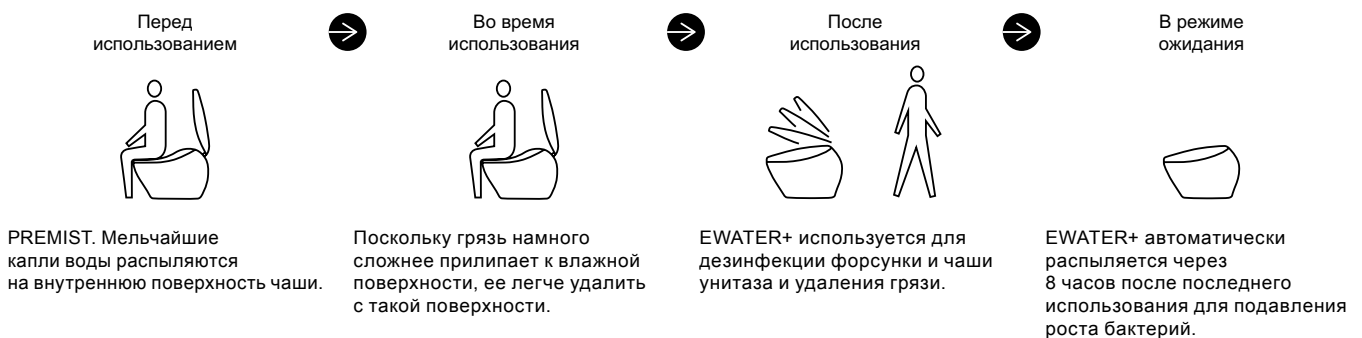 Перед
использованием
Во время
использования
После
использования
В режиме
ожидания
PREMIST. Мельчайшие
капли воды распыляются
на внутреннюю поверхность чаши.
Поскольку грязь намного
сложнее прилипает к влажной
поверхности, ее легче удалить
с такой поверхности.
EWATER+ используется для
дезинфекции форсунки и чаши
унитаза и удаления грязи.
EWATER+ автоматически
распыляется через
8 часов после последнего
использования для подавления
роста бактерий.